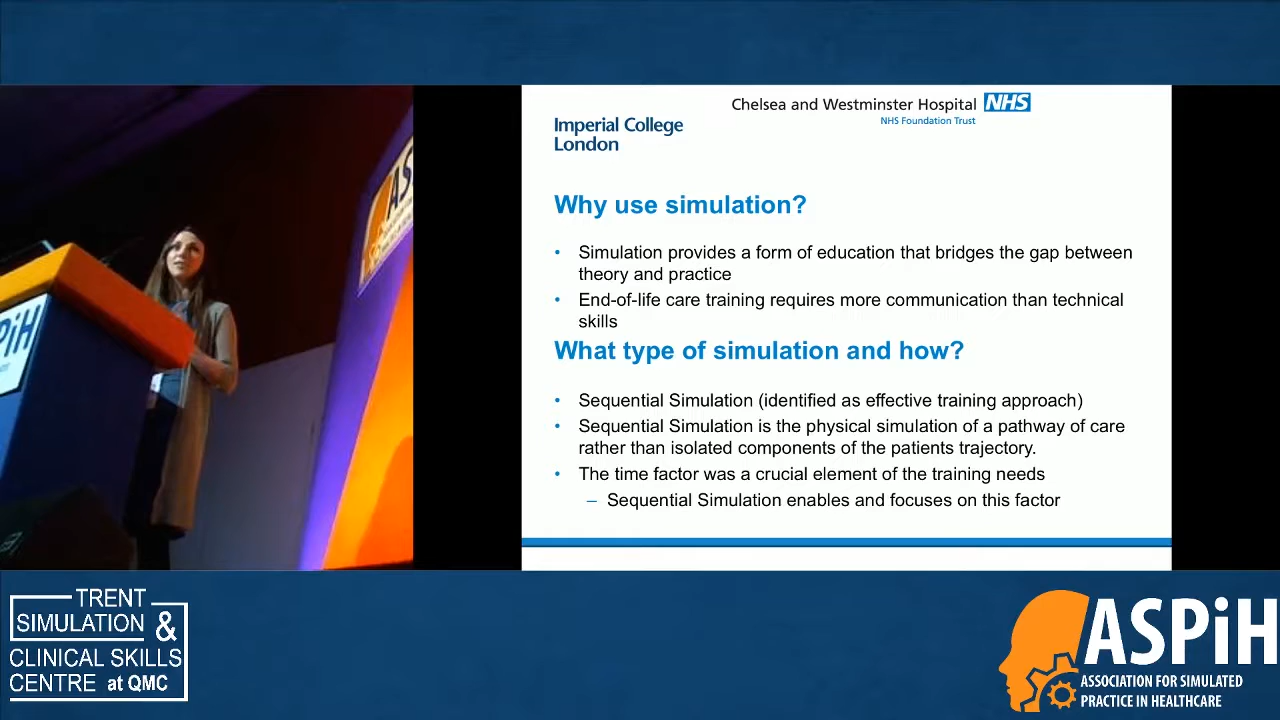 Chelsea and Westminster Hospital NHS
NHS Foundation Trust
Imperial College
London
Why use simulation?
• Simulation provides a form of education that bridges the gap between
theory and practice
• End-of-life care training requires more communication than technical
skills
What type of simulation and how?
• Sequential Simulation (identified as effective training approach)
• Sequential Simulation is the physical simulation of a pathway of care
rather than isolated components of the patients trajectory.
• The time factor was a crucial element of the training needs
– Sequential Simulation enables and focuses on this factor
AS
PiH
TRENT
SIMULATION &
CLINICAL SKILLS
CENTRE at QMC
ASPiH
ASSOCIATION FOR SIMULATED
PRACTICE IN HEALTHCARE